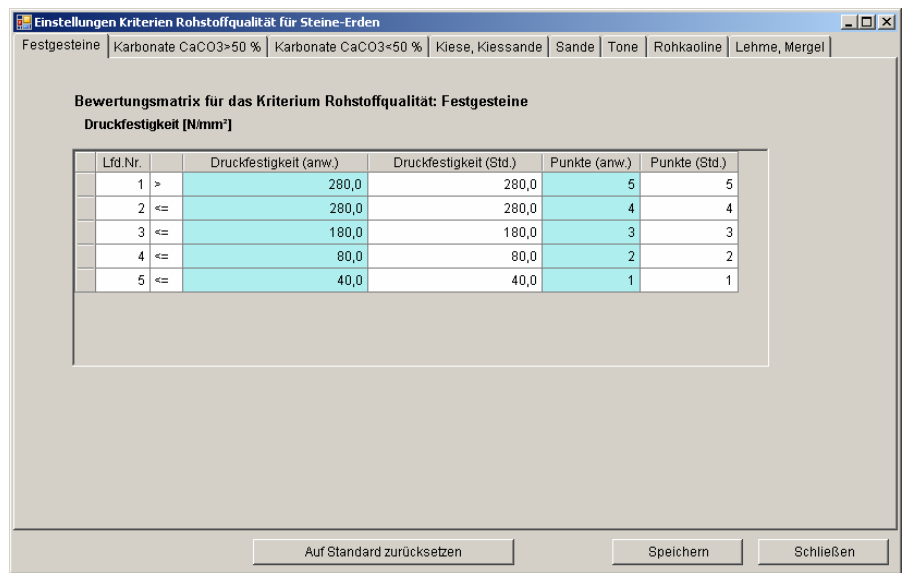 Einstellungen Kriterien Rohstoffqualität für Steine-Erden
Festgesteine Karbonate CaCO3>50 % Karbonate CaCO3<50 % Kiese, Kiessande Sande Tone Rohkaoline Lehme, Mergel
Bewertungsmatrix für das Kriterium Rohstoffqualität: Festgesteine
Druckfestigkeit [N/mm²]
Lfd.Nr. Druckfestigkeit (anw.) Druckfestigkeit (Std.) Punkte (anw.) Punkte (Std.)
1 > 280,0 280,0 5 5
2 <= 280,0 280,0 4 4
3 <= 180,0 180,0 3 3
4 <= 80,0 80,0 2 2
5 <= 40,0 40,0 1 1
Auf Standard zurücksetzen Speichern Schließen